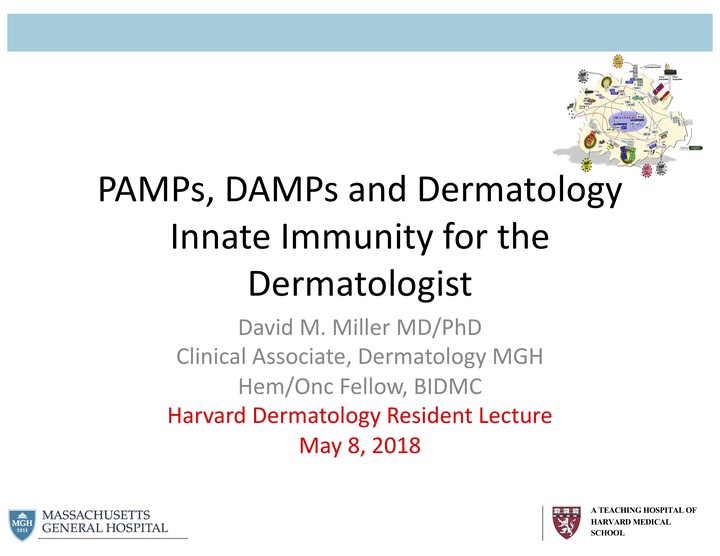 PAMPs, DAMPs and Dermatology
Innate Immunity for the
Dermatologist
David M. Miller MD/PhD
Clinical Associate, Dermatology MGH
Hem/Onc Fellow, BIDMC
Harvard Dermatology Resident Lecture
May 8, 2018
MGH
1811
MASSACHUSETTS
GENERAL HOSPITAL
A TEACHING HOSPITAL OF
HARVARD MEDICAL
SCHOOL